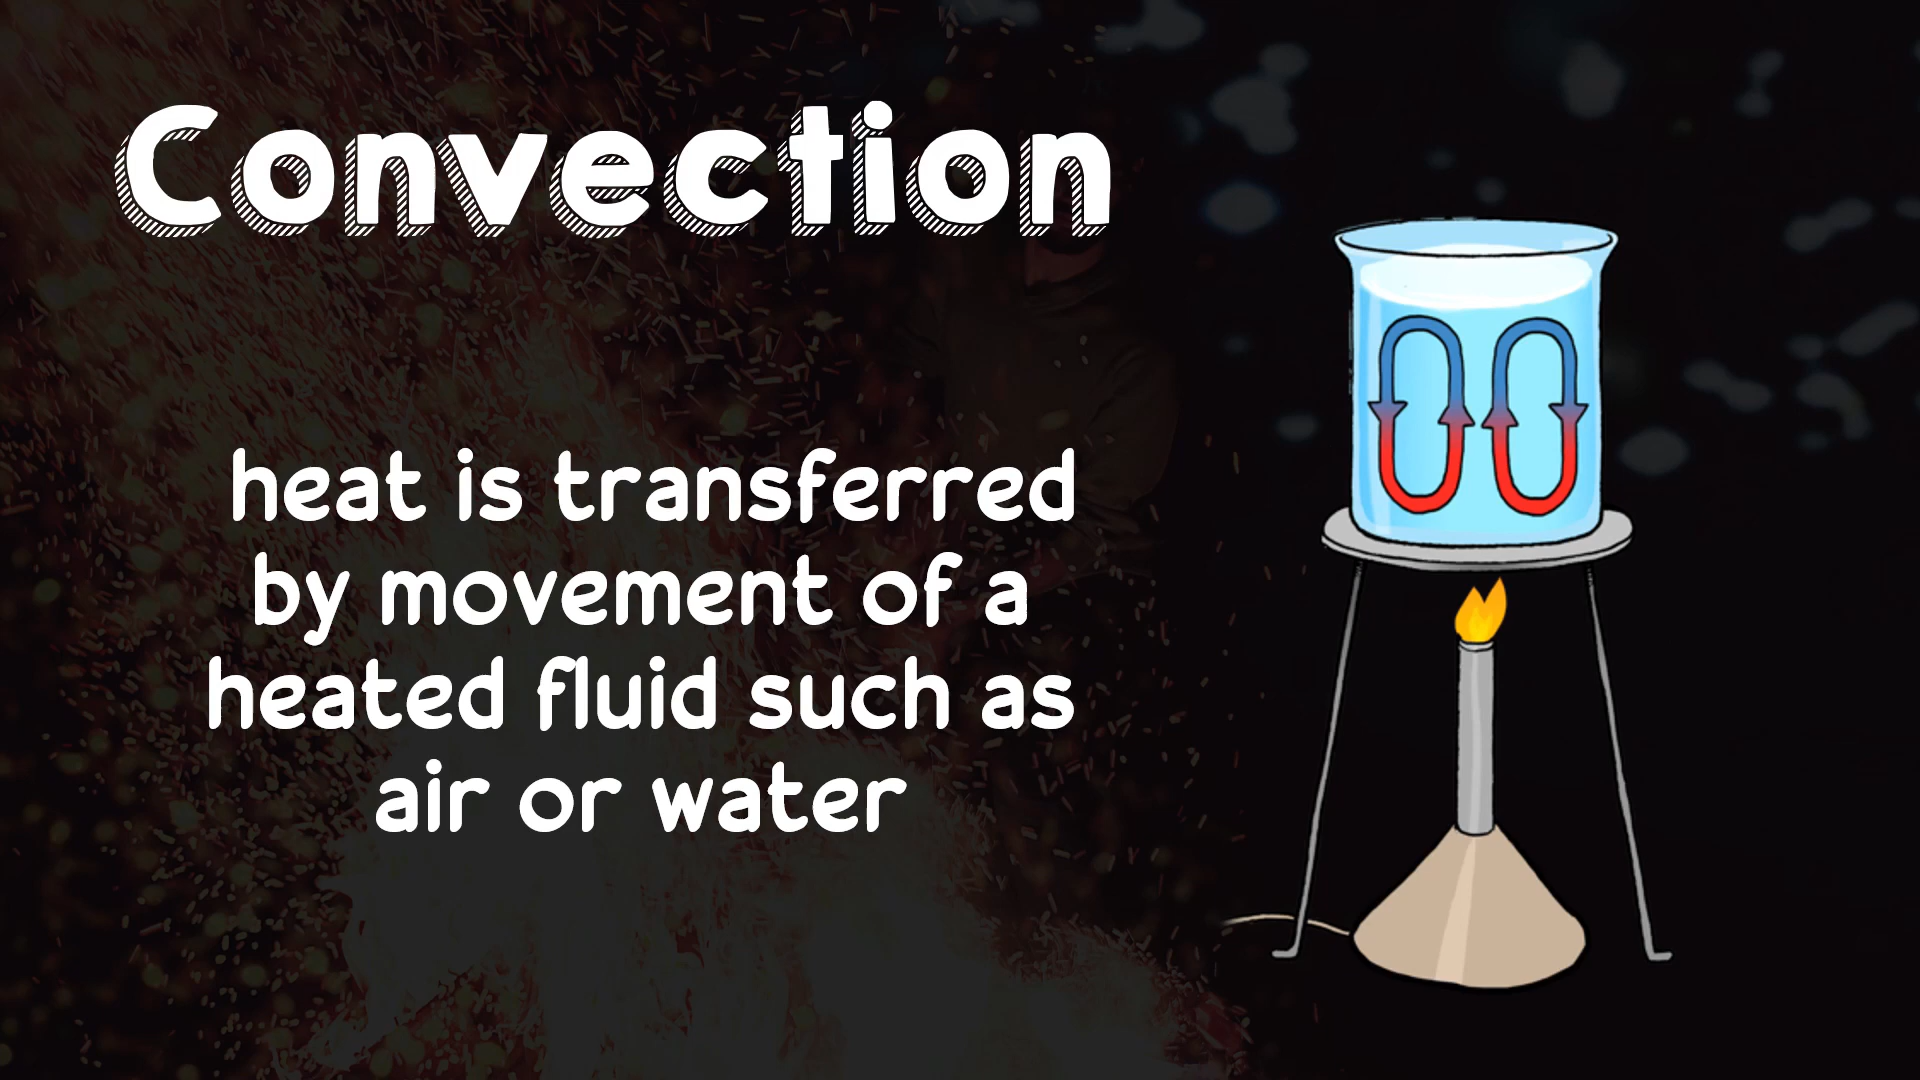 Convection
heat is transferred
by movement of a
heated fluid such as
air or water